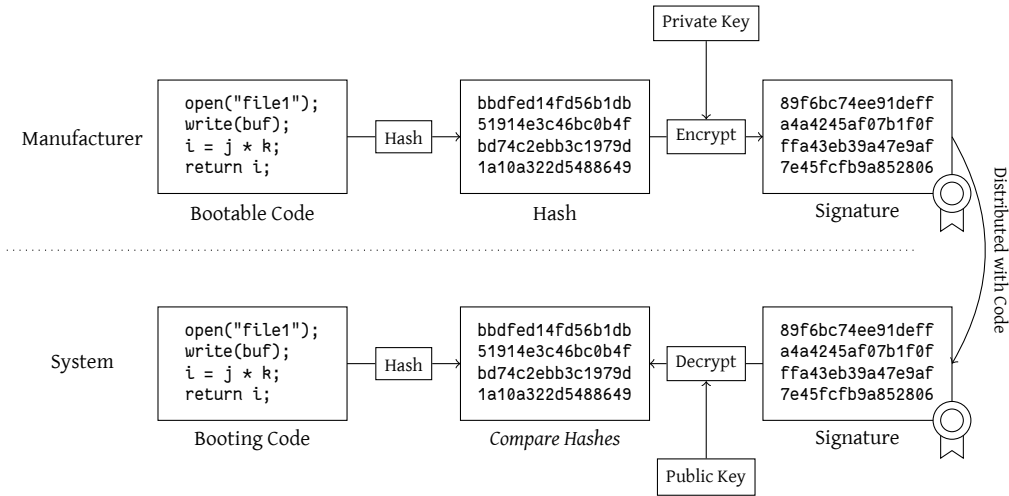 Private Key
Manufacturer
open("file1");
write(buf);
i = j * k;
return i;
Bootable Code
Hash
bbdfed14fd56b1db
51914e3c46bc0b4f
bd74c2ebb3c1979d
1a10a322d5488649
Hash
Encrypt
89f6bc74ee91deff
a4a4245af07b1f0f
ffa43eb39a47e9af
7e45fcfb9a852806
Signature
Distributed with Code
System
open("file1");
write(buf);
i = j * k;
return i;
Booting Code
Hash
bbdfed14fd56b1db
51914e3c46bc0b4f
bd74c2ebb3c1979d
1a10a322d5488649
Compare Hashes
Decrypt
89f6bc74ee91deff
a4a4245af07b1f0f
ffa43eb39a47e9af
7e45fcfb9a852806
Signature
Public Key